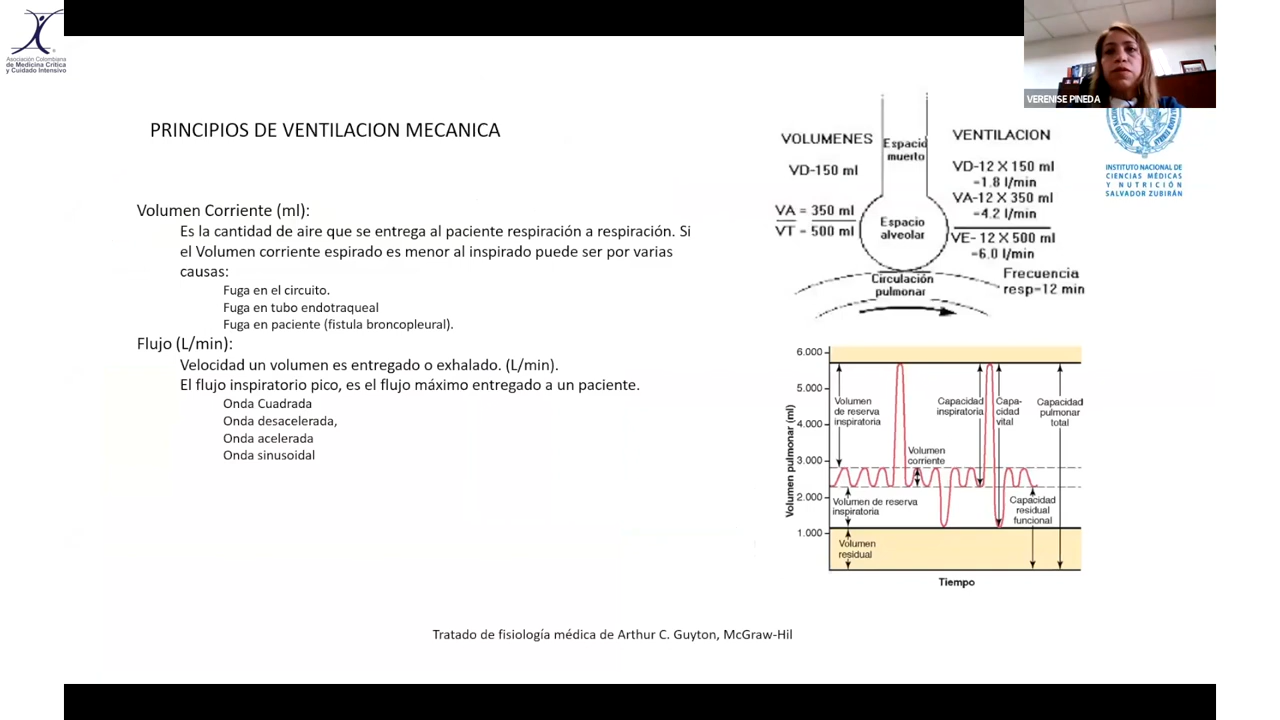 Asociación Colombiana
de Medicina Crítica
y Cuidado Intensivo
VERENISE PINEDA
INSTITUTO NACIONAL DE
CIENCIAS MÉDICAS
Y NUTRICIÓN
SALVADOR ZUBIRÁN
PRINCIPIOS DE VENTILACION MECANICA
Volumen Corriente (ml):
Es la cantidad de aire que se entrega al paciente respiración a respiración. Si
el Volumen corriente espirado es menor al inspirado puede ser por varias
causas:
Fuga en el circuito.
Fuga en tubo endotraqueal
Fuga en paciente (fistula broncopleural).
Flujo (L/min):
Velocidad un volumen es entregado o exhalado. (L/min).
El flujo inspiratorio pico, es el flujo máximo entregado a un paciente.
Onda Cuadrada
Onda desacelerada,
Onda acelerada
Onda sinusoidal
VOLUMENES
VD-150 ml
VA = 350 ml
VT - 500 ml
Espacio
muerto
Espacio
alveolar
Circulación
pulmonar
VENTILACION
VD-12 X 150 ml
=1.8 l/min
VA-12 X 350 ml
=4.2 l/min
VE- 12 X 500 ml
=6.0 l/min
Frecuencia
resp=12 min
Volumen pulmonar (ml)
6.000
5.000
4.000
3.000
2.000
1.000
Volumen
de reserva
inspiratoria
Volumen
corriente
Capacidad
inspiratoria
Capa-
cidad
vital
Capacidad
pulmonar
total
Volumen de reserva
inspiratoria
Capacidad
residual
funcional
Volumen
residual
Tiempo
Tratado de fisiología médica de Arthur C. Guyton, McGraw-Hil